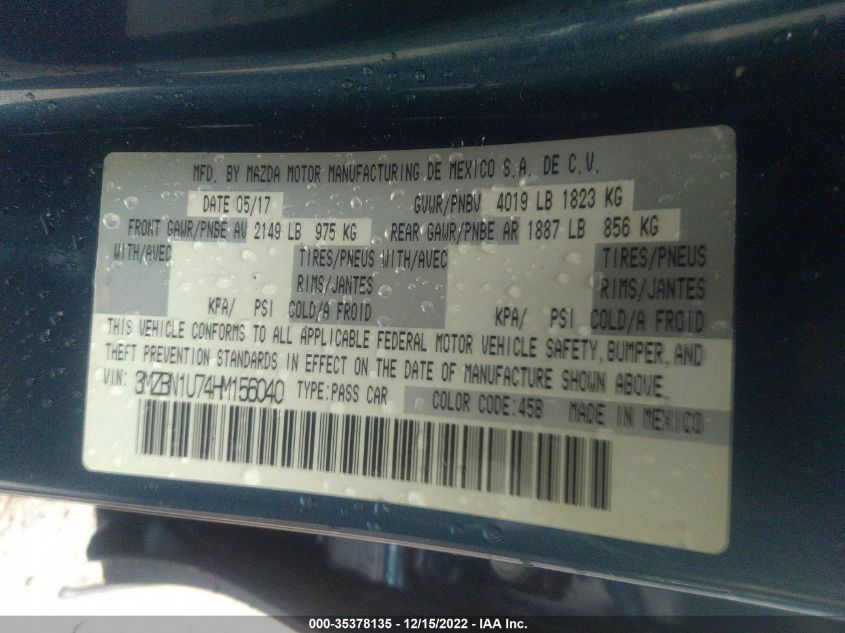 MFD. BY MAZDA MOTOR MANUFACTURING DE MEXICO S.A. DE C.V.
DATE 05/17 GVWR/PNBV 4019 LB 1823 KG
FRONT GAWR/PNBE AV 2149 LB 975 KG REAR GAWR/PNBE AR 1887 LB 856 KG
WITH/AVEC TIRES/PNEUS WITH/AVEC TIRES/PNEUS
RIMS/JANTES RIMS/JANTES
KPA/ PSI COLD/A FROID KPA/ PSI COLD/A FROID
THIS VEHICLE CONFORMS TO ALL APPLICABLE FEDERAL MOTOR VEHICLE SAFETY, BUMPER, AND
THEFT PREVENTION STANDARDS IN EFFECT ON THE DATE OF MANUFACTURE SHOWN ABOVE.
VIN: 3MZBN1U74HM156040 TYPE:PASS CAR COLOR CODE:45B MADE IN MEXICO
000-35378135 - 12/15/2022 - IAA Inc.